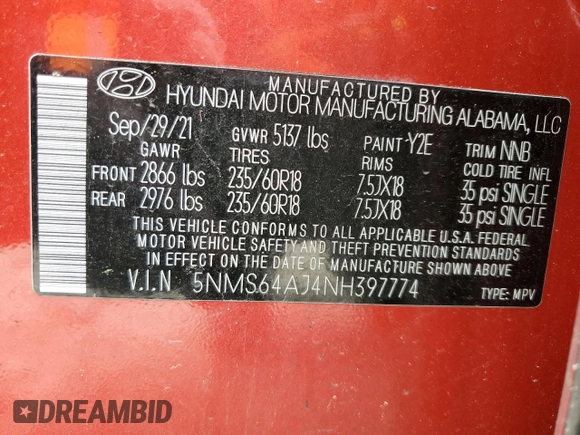 MANUFACTURED BY
HYUNDAI MOTOR MANUFACTURING ALABAMA, LLC
Sep/29/21 GVWR 5137 lbs PAINT Y2E TRIM NNB
GAWR TIRES RIMS COLD TIRE INFL
FRONT 2866 lbs 235/60R18 7.5JX18 35 psi SINGLE
REAR 2976 lbs 235/60R18 7.5JX18 35 psi SINGLE
THIS VEHICLE CONFORMS TO ALL APPLICABLE U.S.A. FEDERAL
MOTOR VEHICLE SAFETY AND THEFT PREVENTION STANDARDS
IN EFFECT ON THE DATE OF MANUFACTURE SHOWN ABOVE.
V.I.N 5NMS64AJ4NH397774 TYPE: MPV
DREAMBID